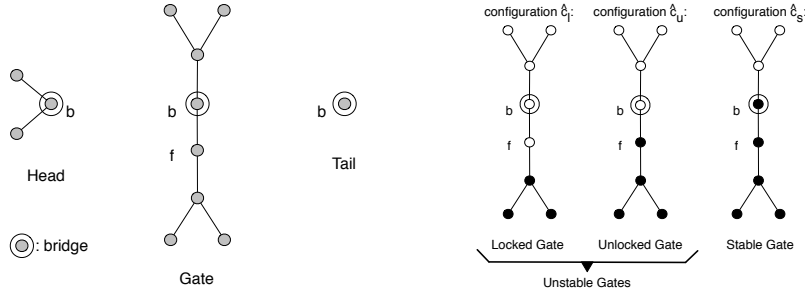 configuration ĉl:
configuration ĉu:
configuration ĉs:
b
b
b
b
b
b
f
f
f
f
Head
Tail
: bridge
Gate
Locked Gate
Unlocked Gate
Stable Gate
Unstable Gates